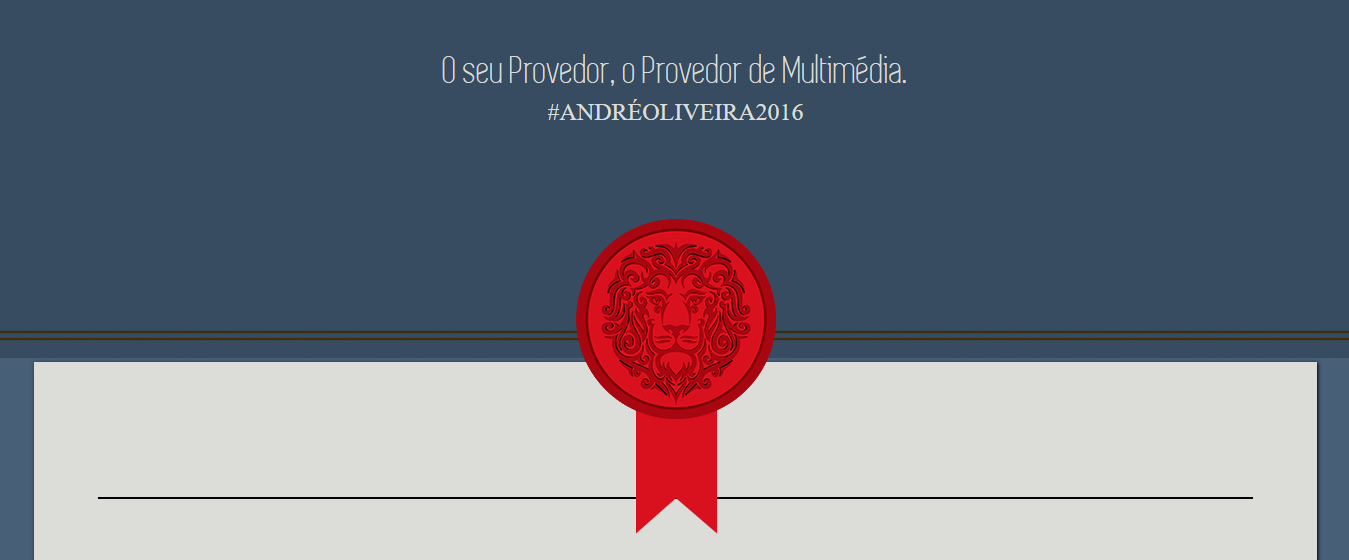 O seu Provedor, o Provedor de Multimédia.
#ANDRÉOLIVEIRA2016